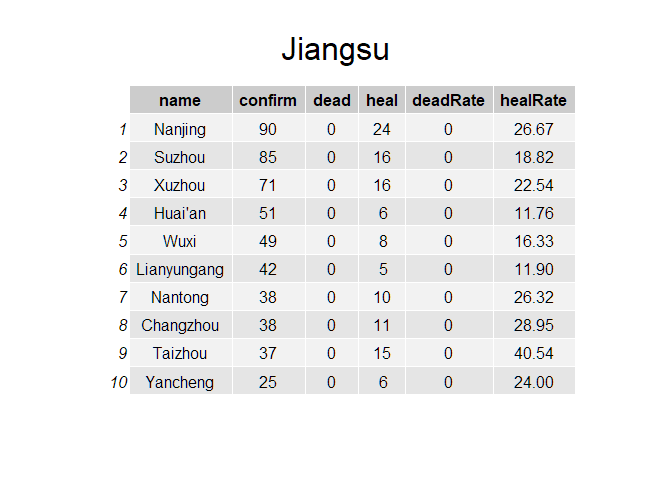 Jiangsu
name confirm dead heal deadRate healRate
1 Nanjing 90 0 24 0 26.67
2 Suzhou 85 0 16 0 18.82
3 Xuzhou 71 0 16 0 22.54
4 Huai'an 51 0 6 0 11.76
5 Wuxi 49 0 8 0 16.33
6 Lianyungang 42 0 5 0 11.90
7 Nantong 38 0 10 0 26.32
8 Changzhou 38 0 11 0 28.95
9 Taizhou 37 0 15 0 40.54
10 Yancheng 25 0 6 0 24.00